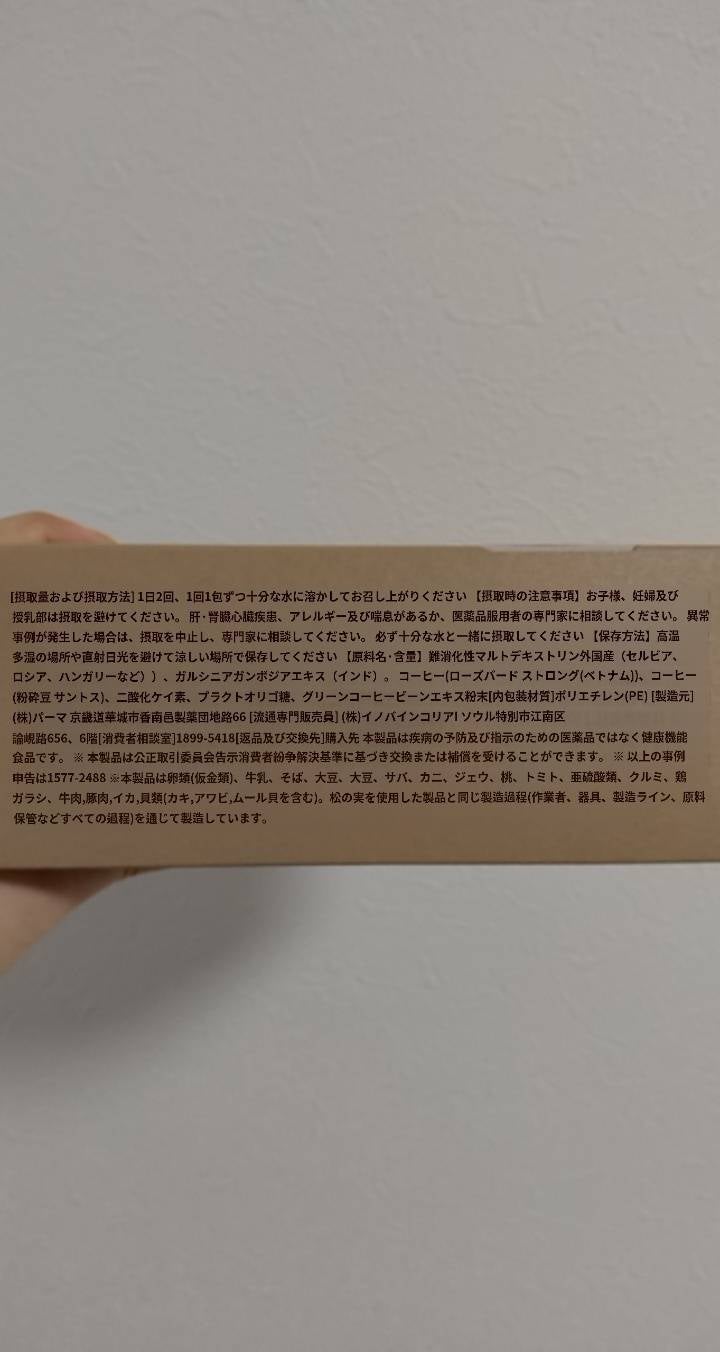 [摂取量および摂取方法] 1日2回、1回1包ずつ十分な水に溶かしてお召し上がりください 【摂取時の注意事項】お子様、妊婦及び
授乳部は摂取を避けてください。 肝·腎臓心臓疾患、アレルギー及び喘息があるか、医薬品服用者の専門家に相談してください。 異常
事例が発生した場合は、摂取を中止し、専門家に相談してください。 必ず十分な水と一緒に摂取してください 【保存方法】高温
多湿の場所や直射日光を避けて涼しい場所で保存してください 【原料名·含量】難消化性マルトデキストリン外国産（セルビア、
ロシア、ハンガリーなど））、ガルシニアガンボジアエキス（インド）。 コーヒー(ローズバード ストロング(ベトナム))、コーヒー
(粉砕豆 サントス)、二酸化ケイ素、プラクトオリゴ糖、グリーンコーヒービーンエキス粉末[内包装材質]ポリエチレン(PE) [製造元]
(株)パーマ 京畿道華城市香南邑製薬団地路66 [流通専門販売員] (株)イノバインコリアI ソウル特別市江南区
論峴路656、6階[消費者相談室]1899-5418[返品及び交換先]購入先 本製品は疾病の予防及び指示のための医薬品ではなく健康機能
食品です。 ※ 本製品は公正取引委員会告示消費者紛争解決基準に基づき交換または補償を受けることができます。 ※ 以上の事例
申告は1577-2488 ※本製品は卵類(仮金類)、牛乳、そば、大豆、大豆、サバ、カニ、ジェウ、桃、トミト、亜硫酸類、クルミ、鶏
ガラシ、牛肉,豚肉,イカ,貝類(カキ,アワビ,ムール貝を含む)。松の実を使用した製品と同じ製造過程(作業者、器具、製造ライン、原料
保管などすべての過程)を通じて製造しています。